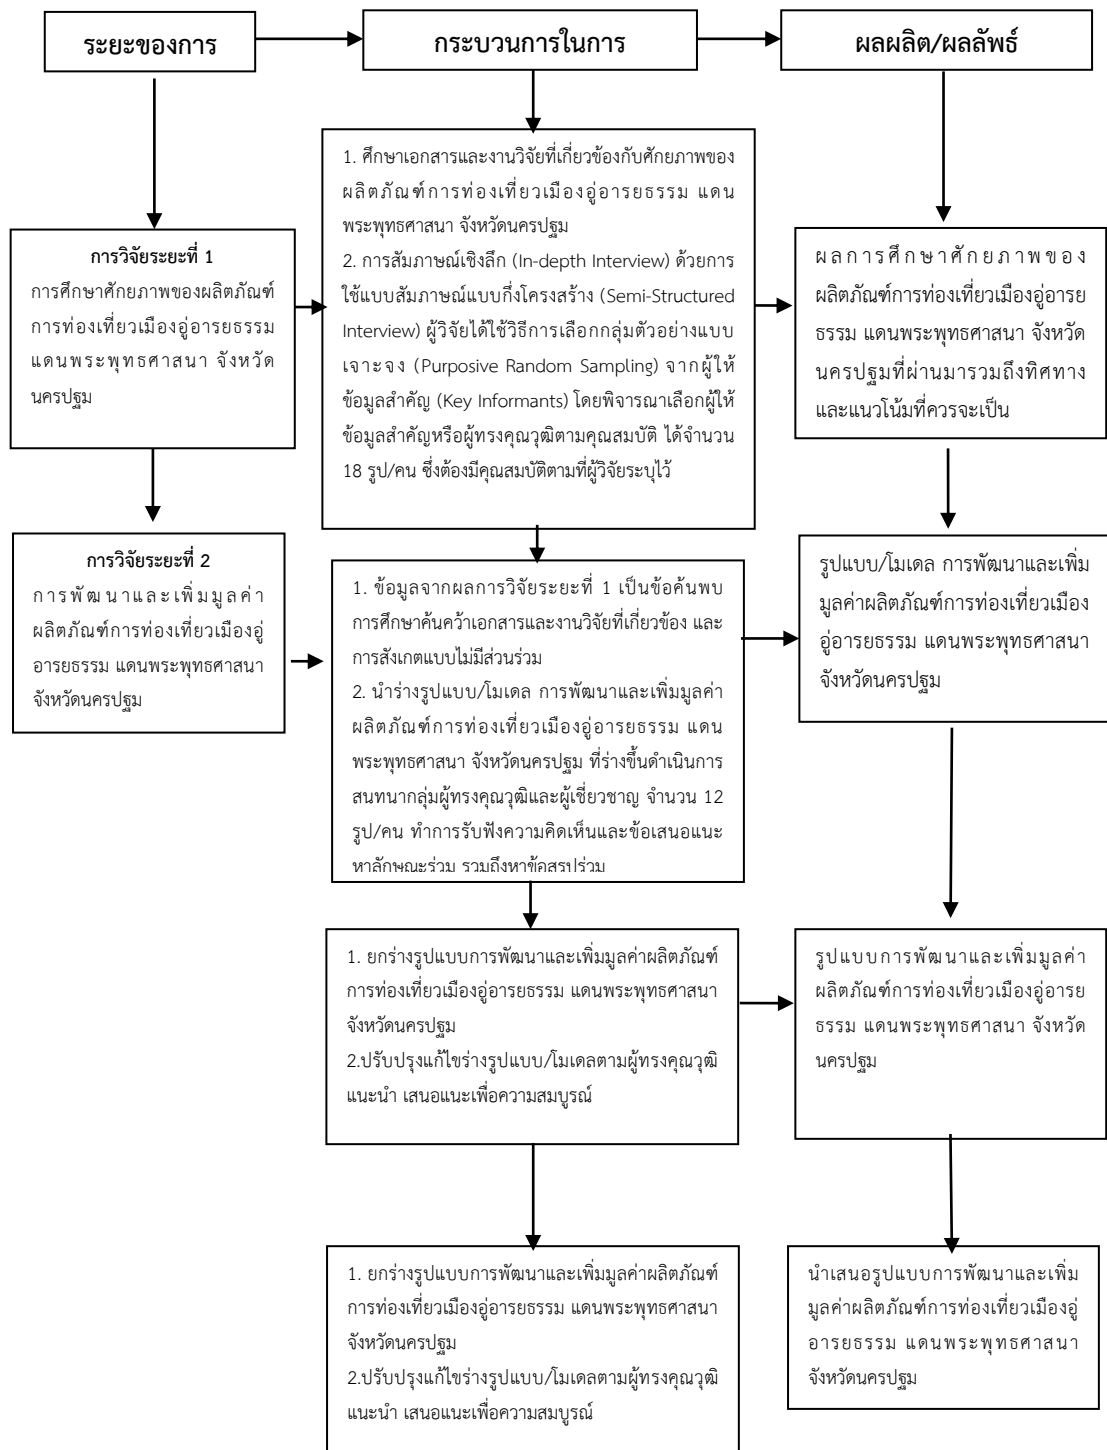 ระยะของการ
กระบวนการในการ
ผลผลิต/ผลลัพธ์
การวิจัยระยะที่ 1
การศึกษาศักยภาพของผลิตภัณฑ์
การท่องเที่ยวเมืองอู่อารยธรรม
แดนพระพุทธศาสนา จังหวัด
นครปฐม
1. ศึกษาเอกสารและงานวิจัยที่เกี่ยวข้องกับศักยภาพของ
ผลิตภัณฑ์การท่องเที่ยวเมืองอู่อารยธรรม แดน
พระพุทธศาสนา จังหวัดนครปฐม
2. การสัมภาษณ์เชิงลึก (In-depth Interview) ด้วยการ
ใช้แบบสัมภาษณ์แบบกึ่งโครงสร้าง (Semi-Structured
Interview) ผู้วิจัยได้ใช้วิธีการเลือกกลุ่มตัวอย่างแบบ
เจาะจง (Purposive Random Sampling) จากผู้ให้
ข้อมูลสำคัญ (Key Informants) โดยพิจารณาเลือกผู้ให้
ข้อมูลสำคัญหรือผู้ทรงคุณวุฒิตามคุณสมบัติ ได้จำนวน
18 รูป/คน ซึ่งต้องมีคุณสมบัติตามที่ผู้วิจัยระบุไว้
ผลการศึกษาศักยภาพของ
ผลิตภัณฑ์การท่องเที่ยวเมืองอู่อารย
ธรรม แดนพระพุทธศาสนา จังหวัด
นครปฐมที่ผ่านมารวมถึงทิศทาง
และแนวโน้มที่ควรจะเป็น
การวิจัยระยะที่ 2
การพัฒนาและเพิ่มมูลค่า
ผลิตภัณฑ์การท่องเที่ยวเมืองอู่
อารยธรรม แดนพระพุทธศาสนา
จังหวัดนครปฐม
1. ข้อมูลจากผลการวิจัยระยะที่ 1 เป็นข้อค้นพบ
การศึกษาค้นคว้าเอกสารและงานวิจัยที่เกี่ยวข้อง และ
การสังเกตแบบไม่มีส่วนร่วม
2. นำร่างรูปแบบ/โมเดล การพัฒนาและเพิ่มมูลค่า
ผลิตภัณฑ์การท่องเที่ยวเมืองอู่อารยธรรม แดน
พระพุทธศาสนา จังหวัดนครปฐม ที่ร่างขึ้นดำเนินการ
สนทนากลุ่มผู้ทรงคุณวุฒิและผู้เชี่ยวชาญ จำนวน 12
รูป/คน ทำการรับฟังความคิดเห็นและข้อเสนอแนะ
หาลักษณะร่วม รวมถึงหาข้อสรุปร่วม
รูปแบบ/โมเดล การพัฒนาและเพิ่ม
มูลค่าผลิตภัณฑ์การท่องเที่ยวเมือง
อู่อารยธรรม แดนพระพุทธศาสนา
จังหวัดนครปฐม
1. ยกร่างรูปแบบการพัฒนาและเพิ่มมูลค่าผลิตภัณฑ์
การท่องเที่ยวเมืองอู่อารยธรรม แดนพระพุทธศาสนา
จังหวัดนครปฐม
2.ปรับปรุงแก้ไขร่างรูปแบบ/โมเดลตามผู้ทรงคุณวุฒิ
แนะนำ เสนอแนะเพื่อความสมบูรณ์
รูปแบบการพัฒนาและเพิ่มมูลค่า
ผลิตภัณฑ์การท่องเที่ยวเมืองอู่อารย
ธรรม แดนพระพุทธศาสนา จังหวัด
นครปฐม
1. ยกร่างรูปแบบการพัฒนาและเพิ่มมูลค่าผลิตภัณฑ์
การท่องเที่ยวเมืองอู่อารยธรรม แดนพระพุทธศาสนา
จังหวัดนครปฐม
2.ปรับปรุงแก้ไขร่างรูปแบบ/โมเดลตามผู้ทรงคุณวุฒิ
แนะนำ เสนอแนะเพื่อความสมบูรณ์
นำเสนอรูปแบบการพัฒนาและเพิ่ม
มูลค่าผลิตภัณฑ์การท่องเที่ยวเมืองอู่
อารยธรรม แดนพระพุทธศาสนา
จังหวัดนครปฐม